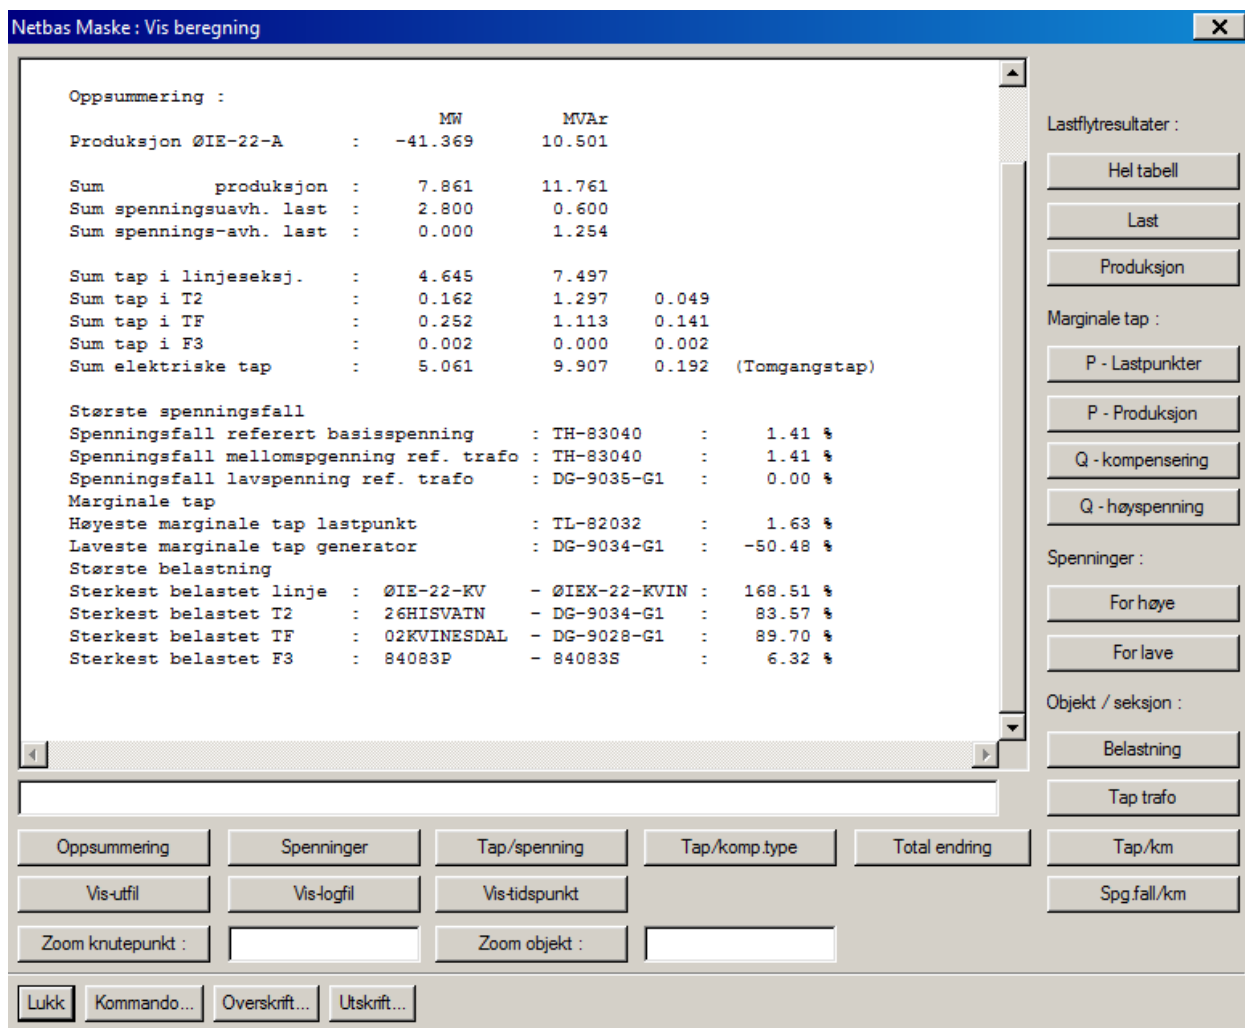 Netbas Maske : Vis beregning
Oppsummering :
MW MVAr
Produksjon ØIE-22-A : -41.369 10.501
Sum produksjon : 7.861 11.761
Sum spenningsuavh. last : 2.800 0.600
Sum spennings-avh. last : 0.000 1.254
Sum tap i linjeseksj. : 4.645 7.497
Sum tap i T2 : 0.162 1.297 0.049
Sum tap i TF : 0.252 1.113 0.141
Sum tap i F3 : 0.002 0.000 0.002
Sum elektriske tap : 5.061 9.907 0.192 (Tomgangstap)
Største spenningsfall
Spenningsfall referert basisspenning : TH-83040 : 1.41 %
Spenningsfall mellomspgenning ref. trafo : TH-83040 : 1.41 %
Spenningsfall lavspenning ref. trafo : DG-9035-G1 : 0.00 %
Marginale tap
Høyeste marginale tap lastpunkt : TL-82032 : 1.63 %
Laveste marginale tap generator : DG-9034-G1 : -50.48 %
Største belastning
Sterkest belastet linje : ØIE-22-KV - ØIEX-22-KVIN : 168.51 %
Sterkest belastet T2 : 26HISVATN - DG-9034-G1 : 83.57 %
Sterkest belastet TF : 02KVINESDAL - DG-9028-G1 : 89.70 %
Sterkest belastet F3 : 84083P - 84083S : 6.32 %
Lastflytresultater :
Hel tabell
Last
Produksjon
Marginale tap :
P - Lastpunkter
P - Produksjon
Q - kompensering
Q - høyspenning
Spenninger :
For høye
For lave
Objekt / seksjon :
Belastning
Tap trafo
Oppsummering Spenninger Tap/spenning Tap/komp.type Total endring Tap/km
Vis-utfil Vis-logfil Vis-tidspunkt Spg.fall/km
Zoom knutepunkt : Zoom objekt :
Lukk Kommando... Overskrift... Utskrift...